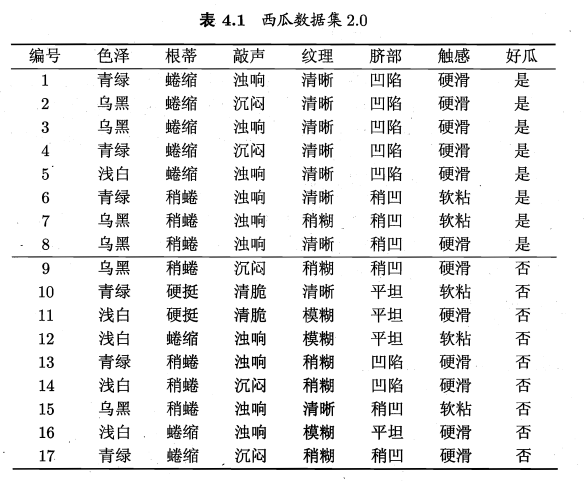 表 4.1 西瓜数据集 2.0
编号 色泽 根蒂 敲声 纹理 脐部 触感 好瓜
1 青绿 蜷缩 浊响 清晰 凹陷 硬滑 是
2 乌黑 蜷缩 沉闷 清晰 凹陷 硬滑 是
3 乌黑 蜷缩 浊响 清晰 凹陷 硬滑 是
4 青绿 蜷缩 沉闷 清晰 凹陷 硬滑 是
5 浅白 蜷缩 浊响 清晰 凹陷 硬滑 是
6 青绿 稍蜷 浊响 清晰 稍凹 软粘 是
7 乌黑 稍蜷 浊响 稍糊 稍凹 软粘 是
8 乌黑 稍蜷 浊响 清晰 稍凹 硬滑 是
9 乌黑 稍蜷 沉闷 稍糊 稍凹 硬滑 否
10 青绿 硬挺 清脆 清晰 平坦 软粘 否
11 浅白 硬挺 清脆 模糊 平坦 硬滑 否
12 浅白 蜷缩 浊响 模糊 平坦 软粘 否
13 青绿 稍蜷 浊响 稍糊 凹陷 硬滑 否
14 浅白 稍蜷 沉闷 稍糊 凹陷 硬滑 否
15 乌黑 稍蜷 浊响 清晰 稍凹 软粘 否
16 浅白 蜷缩 浊响 模糊 平坦 硬滑 否
17 青绿 蜷缩 沉闷 稍糊 稍凹 硬滑 否